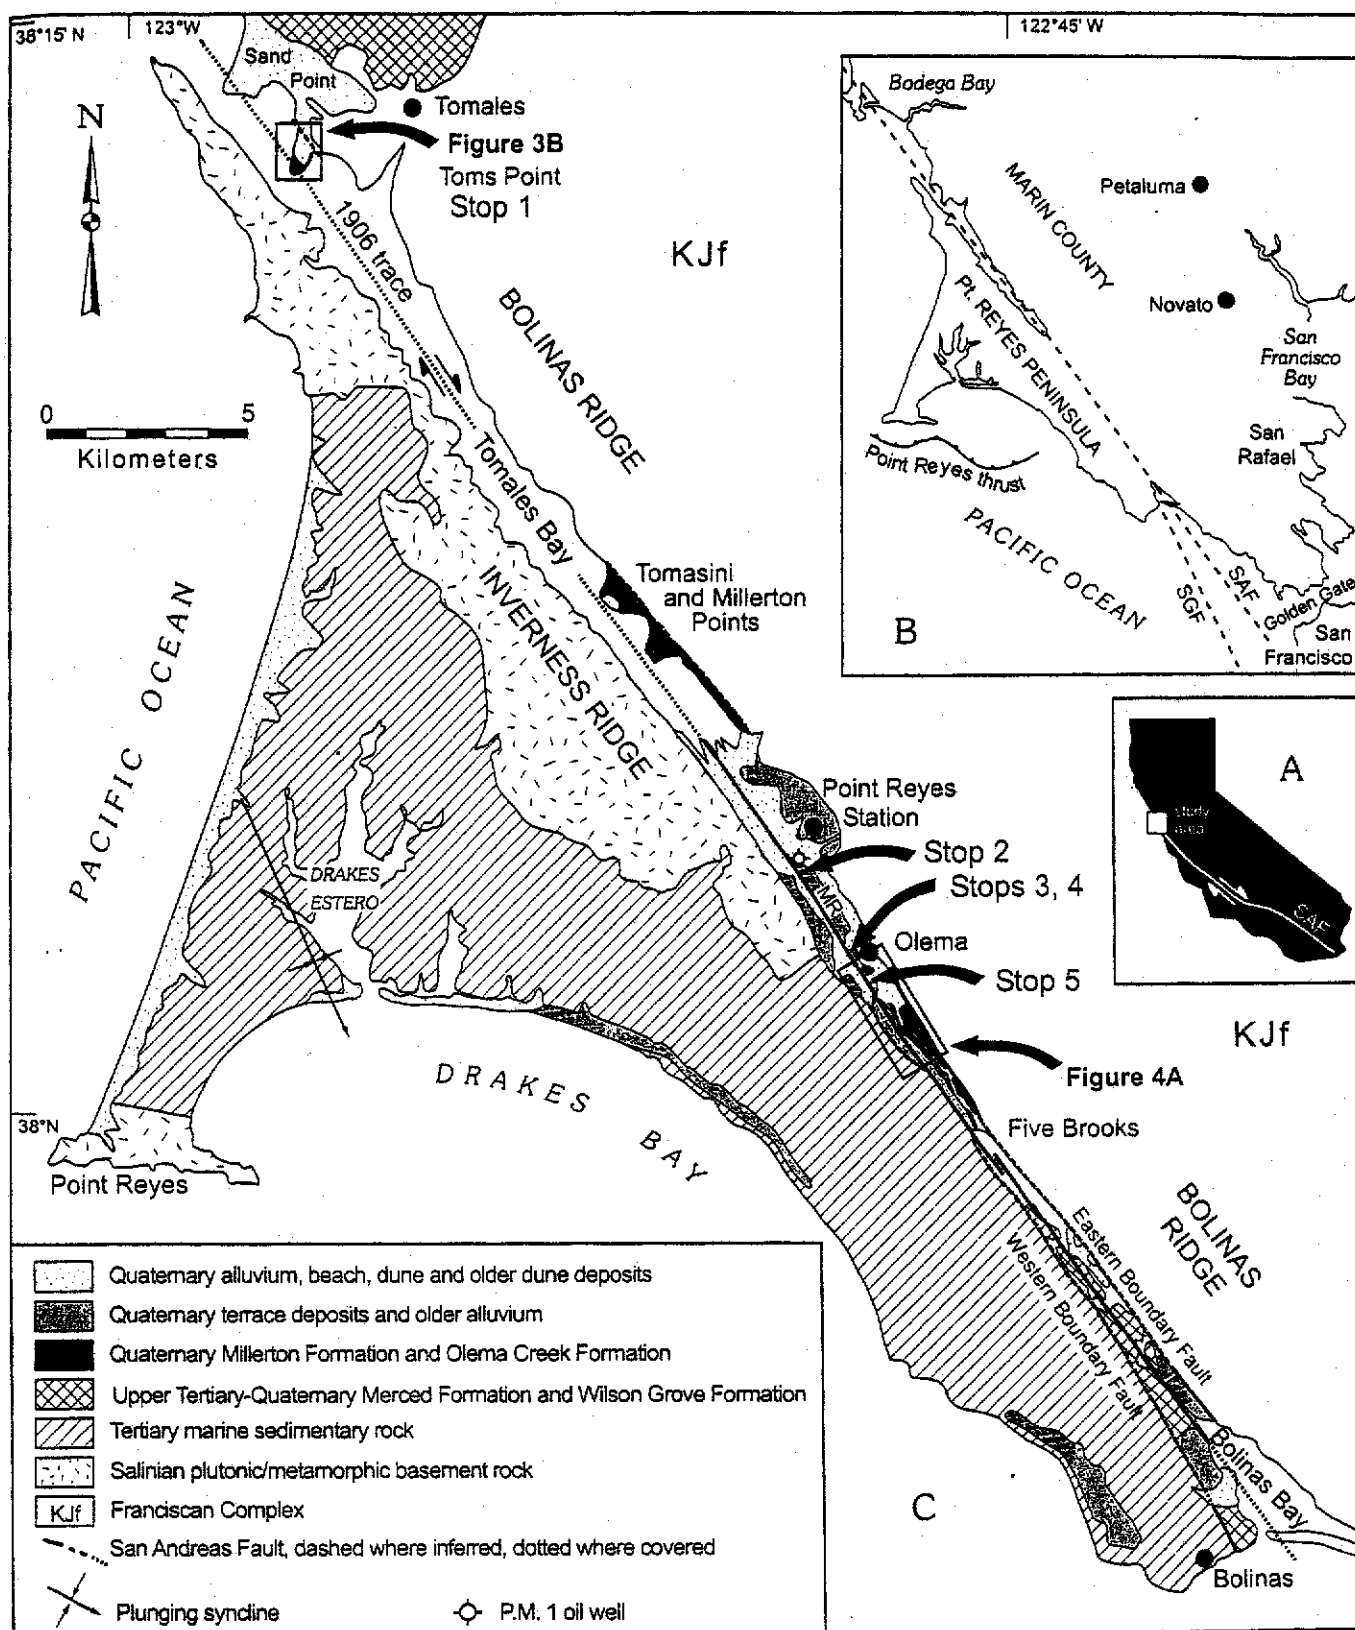 38°15' N
123°W
122°45' W
Sand
Point
Tomales
N
Figure 3B
Toms Point
Stop 1
1906 trace
KJf
BOLINAS RIDGE
0
5
Kilometers
Tomales Bay
Tomasini
and Millerton
Points
INVERNESS RIDGE
PACIFIC OCEAN
Point Reyes
Station
Stop 2
Stops 3, 4
MR
Olema
Stop 5
DRAKES
ESTERO
KJf
Figure 4A
DRAKES BAY
38°N
Five Brooks
Point Reyes
BOLINAS
RIDGE
Eastern Boundary Fault
Western Boundary Fault
Bolinas Bay
C
Bolinas
Bodega Bay
MARIN COUNTY
Petaluma
Novato
Pt. REYES PENINSULA
San
Francisco
Bay
San
Rafael
Point Reyes thrust
PACIFIC OCEAN
SAF
SGF
Golden Gate
San
Francisco
B
A
study
area
SAF
Quaternary alluvium, beach, dune and older dune deposits
Quaternary terrace deposits and older alluvium
Quaternary Millerton Formation and Olema Creek Formation
Upper Tertiary-Quaternary Merced Formation and Wilson Grove Formation
Tertiary marine sedimentary rock
Salinian plutonic/metamorphic basement rock
KJf Franciscan Complex
San Andreas Fault, dashed where inferred, dotted where covered
Plunging syncline
P.M. 1 oil well